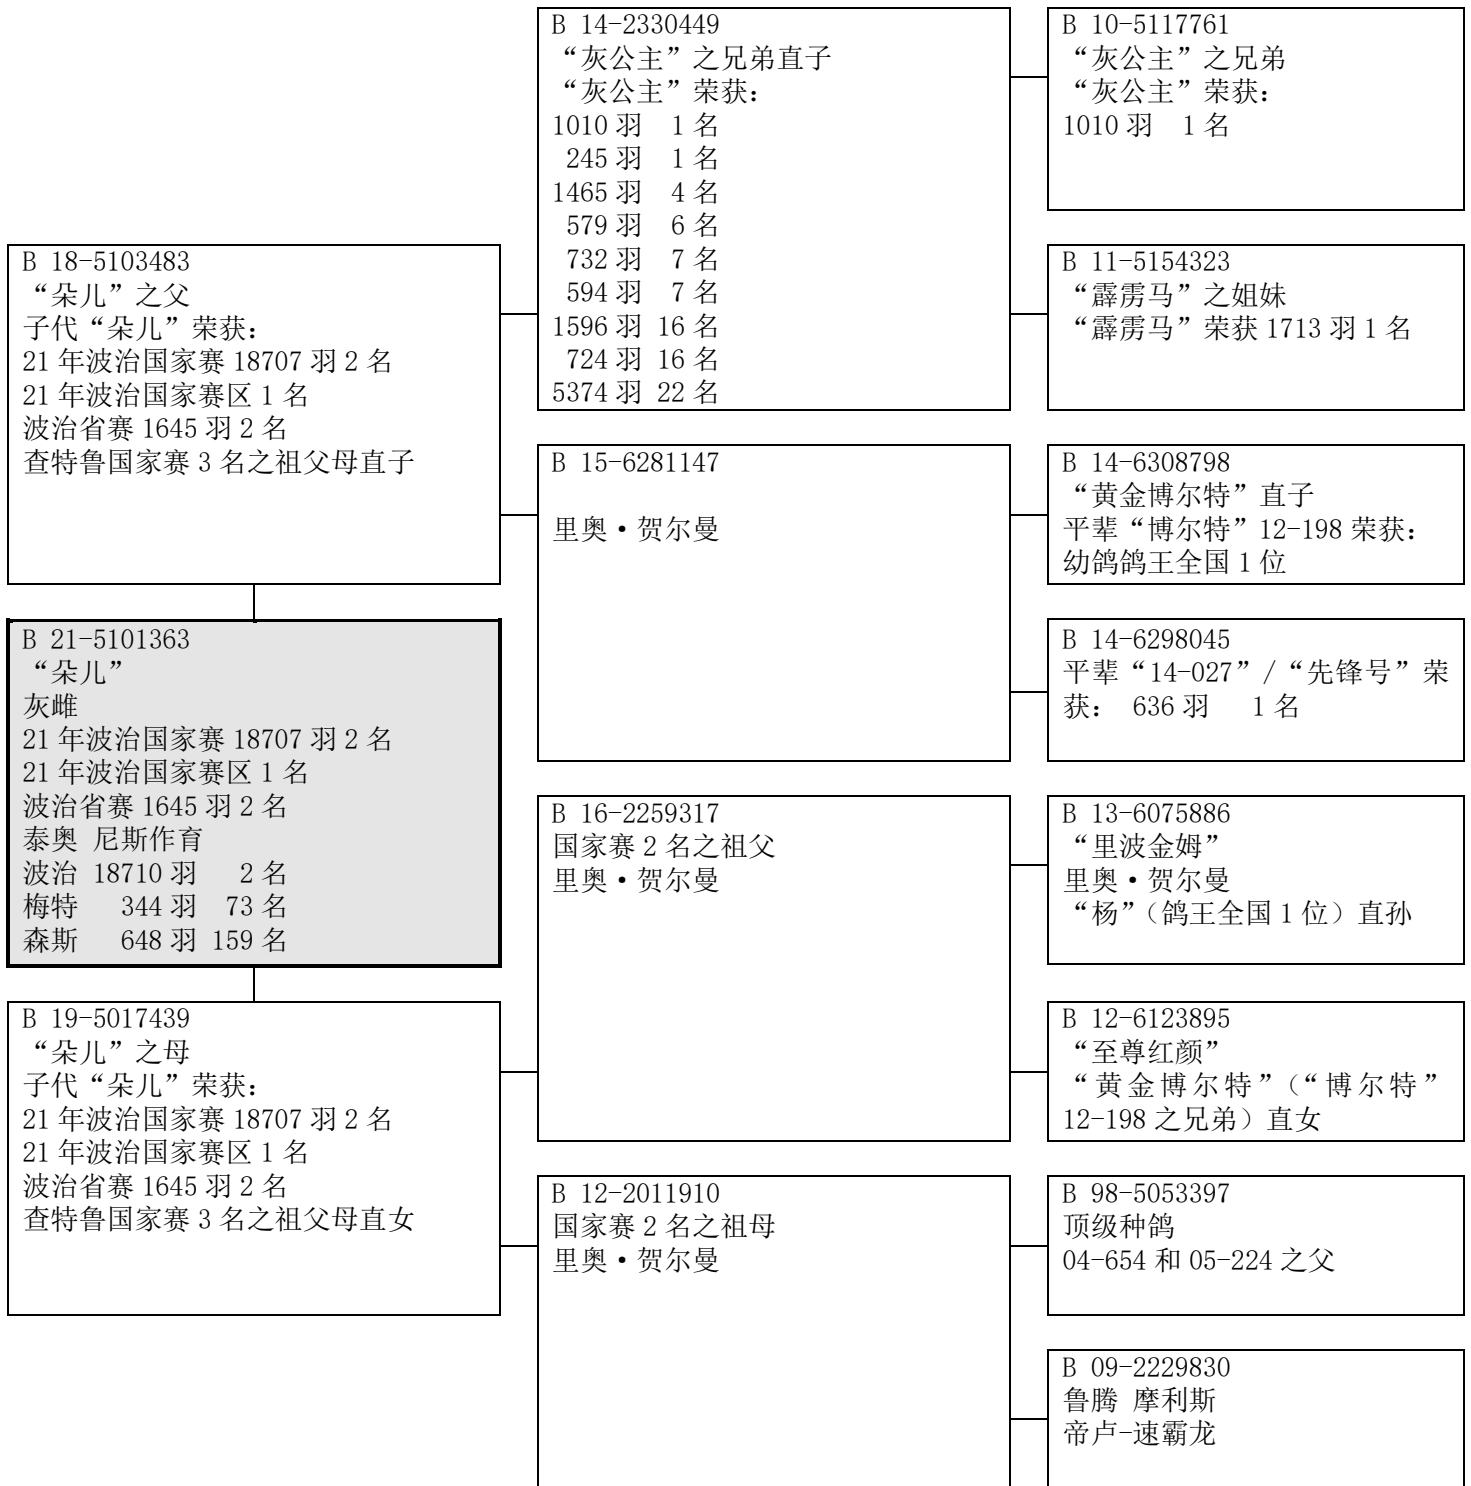 B 14-2330449
“灰公主”之兄弟直子
“灰公主”荣获：
1010 羽 1 名
245 羽 1 名
1465 羽 4 名
579 羽 6 名
732 羽 7 名
594 羽 7 名
1596 羽 16 名
724 羽 16 名
5374 羽 22 名
B 10-5117761
“灰公主”之兄弟
“灰公主”荣获：
1010 羽 1 名
B 18-5103483
“朵儿”之父
子代“朵儿”荣获：
21 年波治国家赛 18707 羽 2 名
21 年波治国家赛区 1 名
波治省赛 1645 羽 2 名
查特鲁国家赛 3 名之祖父母直子
B 11-5154323
“霹雳马”之姐妹
“霹雳马”荣获 1713 羽 1 名
B 15-6281147
里奥·贺尔曼
B 14-6308798
“黄金博尔特”直子
平辈“博尔特”12-198 荣获：
幼鸽鸽王全国 1 位
B 21-5101363
“朵儿”
灰雌
21 年波治国家赛 18707 羽 2 名
21 年波治国家赛区 1 名
波治省赛 1645 羽 2 名
泰奥 尼斯作育
波治 18710 羽 2 名
梅特 344 羽 73 名
森斯 648 羽 159 名
B 14-6298045
平辈“14-027”/“先锋号”荣
获： 636 羽 1 名
B 16-2259317
国家赛 2 名之祖父
里奥·贺尔曼
B 13-6075886
“里波金姆”
里奥·贺尔曼
“杨”（鸽王全国 1 位）直孙
B 19-5017439
“朵儿”之母
子代“朵儿”荣获：
21 年波治国家赛 18707 羽 2 名
21 年波治国家赛区 1 名
波治省赛 1645 羽 2 名
查特鲁国家赛 3 名之祖父母直女
B 12-6123895
“至尊红颜”
“黄金博尔特”（“博尔特”
12-198 之兄弟）直女
B 12-2011910
国家赛 2 名之祖母
里奥·贺尔曼
B 98-5053397
顶级种鸽
04-654 和 05-224 之父
B 09-2229830
鲁腾 摩利斯
帝卢-速霸龙